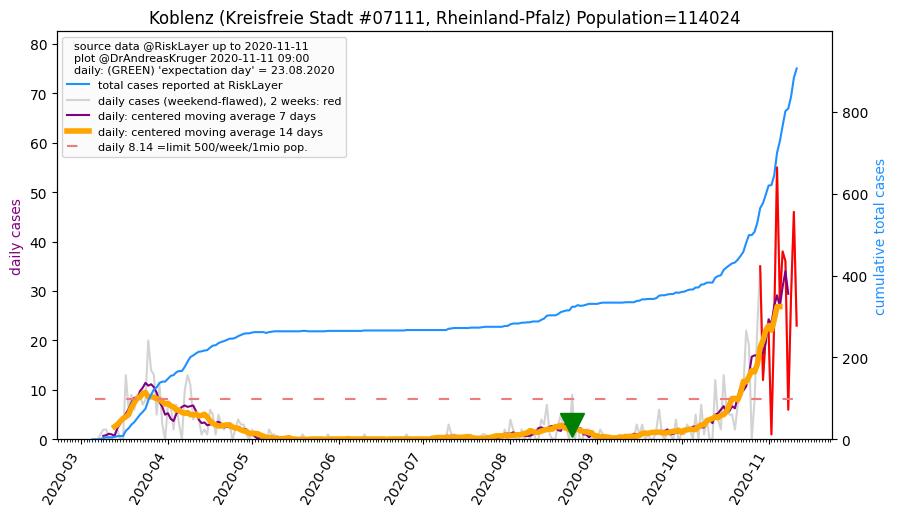 Koblenz (Kreisfreie Stadt #07111, Rheinland-Pfalz) Population=114024
source data @RiskLayer up to 2020-11-11
plot @DrAndreasKruger 2020-11-11 09:00
daily: (GREEN) 'expectation day' = 23.08.2020
total cases reported at RiskLayer
daily cases (weekend-flawed), 2 weeks: red
daily: centered moving average 7 days
daily: centered moving average 14 days
daily 8.14 =limit 500/week/1mio pop.
daily cases
80
70
60
50
40
30
20
10
0
cumulative total cases
800
600
400
200
0
2020-03
2020-04
2020-05
2020-06
2020-07
2020-08
2020-09
2020-10
2020-11